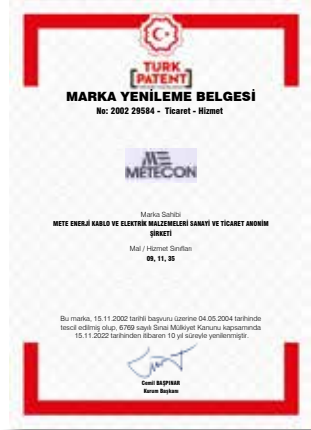 TURK
PATENT
MARKA YENİLEME BELGESİ
No: 2002 29584 - Ticaret - Hizmet
METECON
Marka Sahibi
METE ENERJİ KABLO VE ELEKTRİK MALZEMELERİ SANAYİ VE TİCARET ANONİM
ŞİRKETİ
Mal / Hizmet Sınıfları
09, 11, 35
Bu marka, 15.11.2002 tarihli başvuru üzerine 04.05.2004 tarihinde
tescil edilmiş olup, 6769 sayılı Sınai Mülkiyet Kanunu kapsamında
15.11.2022 tarihinden itibaren 10 yıl süreyle yenilenmiştir.
Cemil BAŞPINAR
Kurum Başkanı